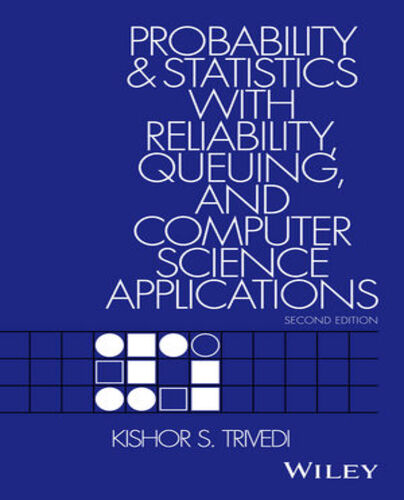 PROBABILITY
& STATISTICS
WITH
RELIABILITY,
QUEUING,
AND
COMPUTER
SCIENCE
APPLICATIONS
SECOND EDITION
KISHOR S. TRIVEDI
WILEY